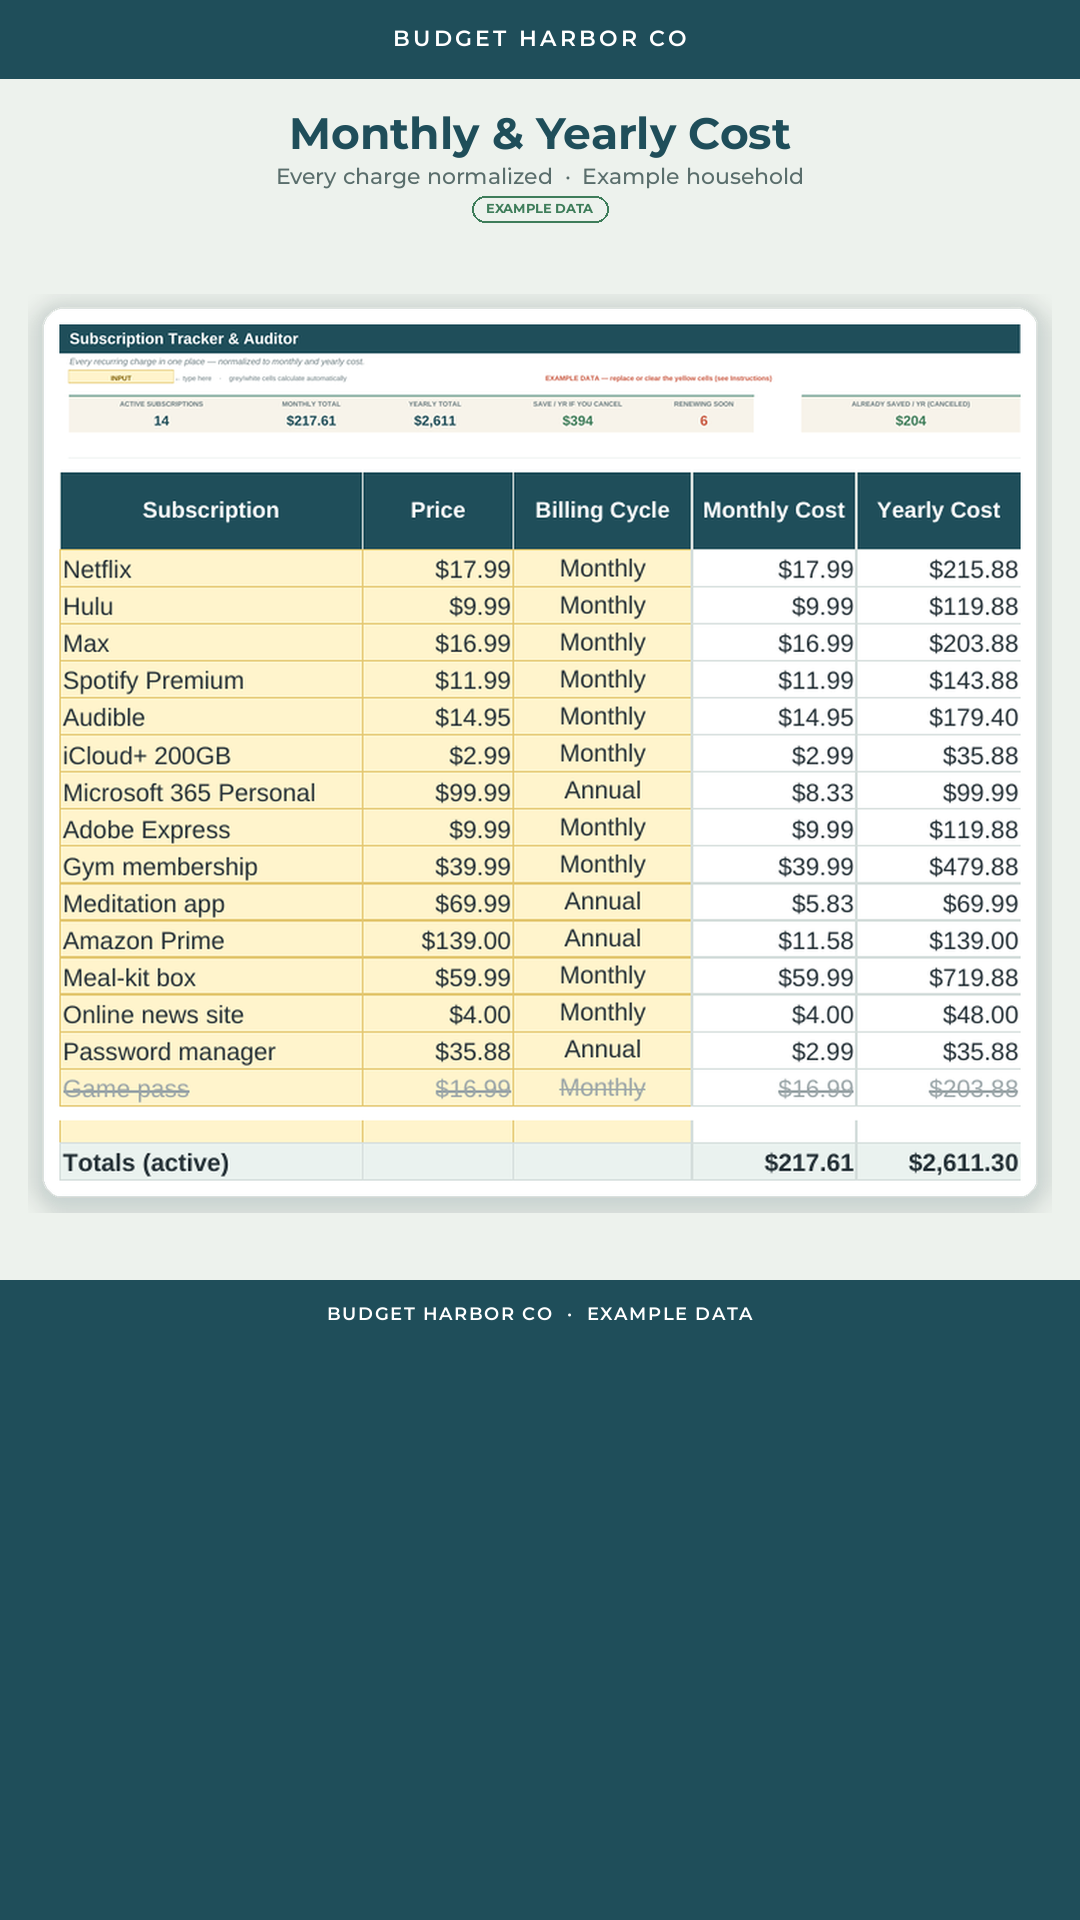 BUDGET HARBOR CO
Monthly & Yearly Cost
Every charge normalized · Example household
EXAMPLE DATA
Subscription Tracker & Auditor
Every recurring charge in one place — normalized to monthly and yearly cost.
INPUT ← type here · grey/white cells calculate automatically EXAMPLE DATA — replace or clear the yellow cells (see Instructions)
ACTIVE SUBSCRIPTIONS MONTHLY TOTAL YEARLY TOTAL SAVE / YR IF YOU CANCEL RENEWING SOON ALREADY SAVED / YR (CANCELED)
14 $217.61 $2,611 $394 6 $204
Subscription Price Billing Cycle Monthly Cost Yearly Cost
Netflix $17.99 Monthly $17.99 $215.88
Hulu $9.99 Monthly $9.99 $119.88
Max $16.99 Monthly $16.99 $203.88
Spotify Premium $11.99 Monthly $11.99 $143.88
Audible $14.95 Monthly $14.95 $179.40
iCloud+ 200GB $2.99 Monthly $2.99 $35.88
Microsoft 365 Personal $99.99 Annual $8.33 $99.99
Adobe Express $9.99 Monthly $9.99 $119.88
Gym membership $39.99 Monthly $39.99 $479.88
Meditation app $69.99 Annual $5.83 $69.99
Amazon Prime $139.00 Annual $11.58 $139.00
Meal-kit box $59.99 Monthly $59.99 $719.88
Online news site $4.00 Monthly $4.00 $48.00
Password manager $35.88 Annual $2.99 $35.88
Game pass $16.99 Monthly $16.99 $203.88
Totals (active) $217.61 $2,611.30
BUDGET HARBOR CO · EXAMPLE DATA